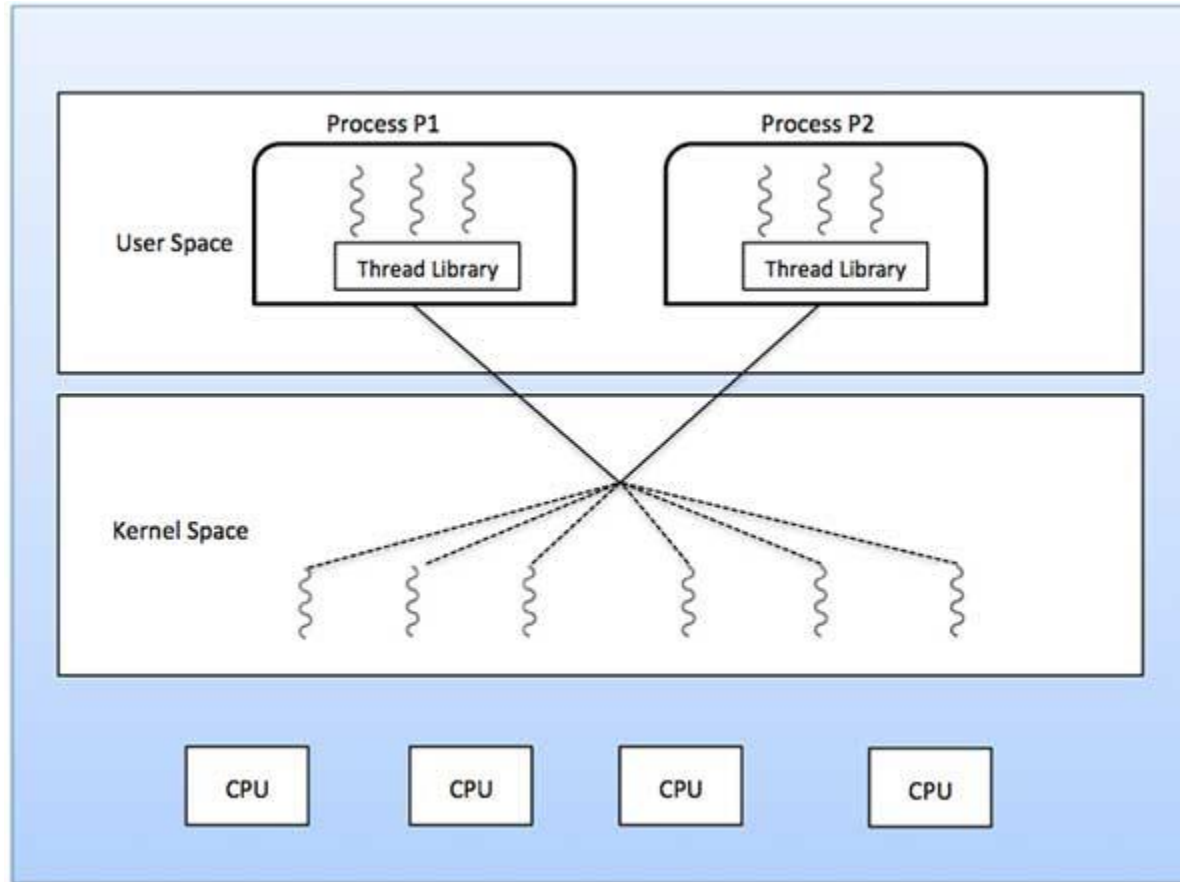 Process P1
Process P2
User Space
Thread Library
Thread Library
Kernel Space
CPU
CPU
CPU
CPU